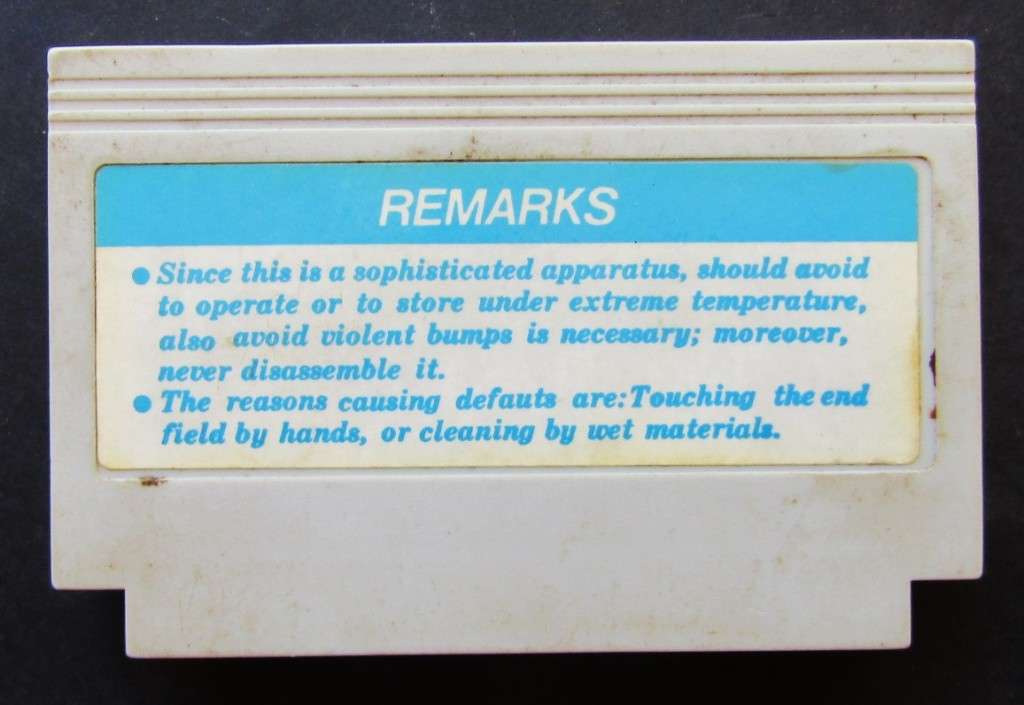 REMARKS
● Since this is a sophisticated apparatus, should avoid
to operate or to store under extreme temperature,
also avoid violent bumps is necessary; moreover,
never disassemble it.
● The reasons causing defauts are:Touching the end
field by hands, or cleaning by wet materials.